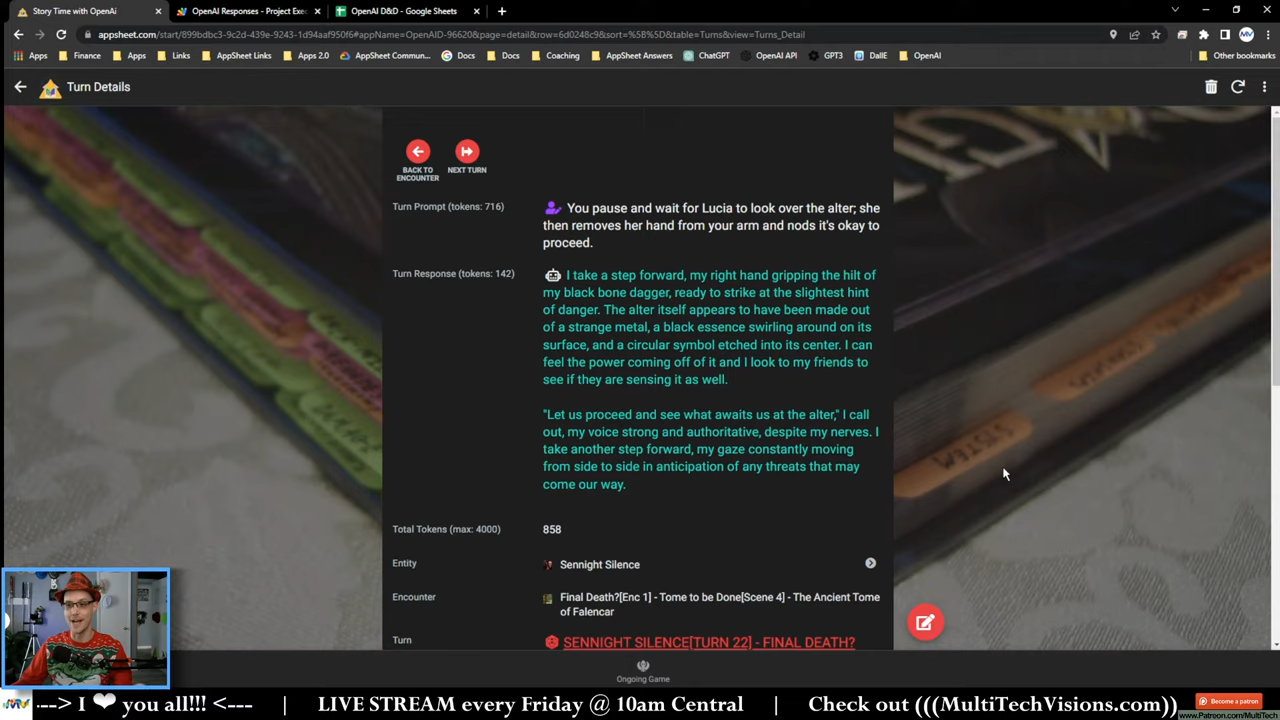 Story Time with OpenAi
OpenAI Responses - Project Exec
OpenAI D&D - Google Sheets
appsheet.com/start/899bdbc3-9c2d-439e-9243-1d94aaf950f6#appName=OpenAID-96620&page=detail&row=6d0248c9&sort=%5B%5D&table=Turns&view=Turns_Detail
Apps
Finance
Apps
Links
AppSheet Links
Apps 2.0
AppSheet Commun...
Docs
Docs
Coaching
AppSheet Answers
ChatGPT
OpenAI API
GPT3
DallE
OpenAI
Other bookmarks
Turn Details
BACK TO
ENCOUNTER
NEXT TURN
Turn Prompt (tokens: 716)
You pause and wait for Lucia to look over the alter; she
then removes her hand from your arm and nods it's okay to
proceed.
Turn Response (tokens: 142)
I take a step forward, my right hand gripping the hilt of
my black bone dagger, ready to strike at the slightest hint
of danger. The alter itself appears to have been made out
of a strange metal, a black essence swirling around on its
surface, and a circular symbol etched into its center. I can
feel the power coming off of it and I look to my friends to
see if they are sensing it as well.
"Let us proceed and see what awaits us at the alter," I call
out, my voice strong and authoritative, despite my nerves. I
take another step forward, my gaze constantly moving
from side to side in anticipation of any threats that may
come our way.
Total Tokens (max: 4000)
858
Entity
Sennight Silence
Encounter
Final Death?[Enc 1] - Tome to be Done[Scene 4] - The Ancient Tome
of Falencar
Turn
SENNIGHT SILENCE[TURN 22] - FINAL DEATH?
SYSTEM
Ongoing Game
---> I ❤ you all!!! <--- | LIVE STREAM every Friday @ 10am Central | Check out (((MultiTechVisions.com)))
Become a patron
www.Patreon.com/MultiTech